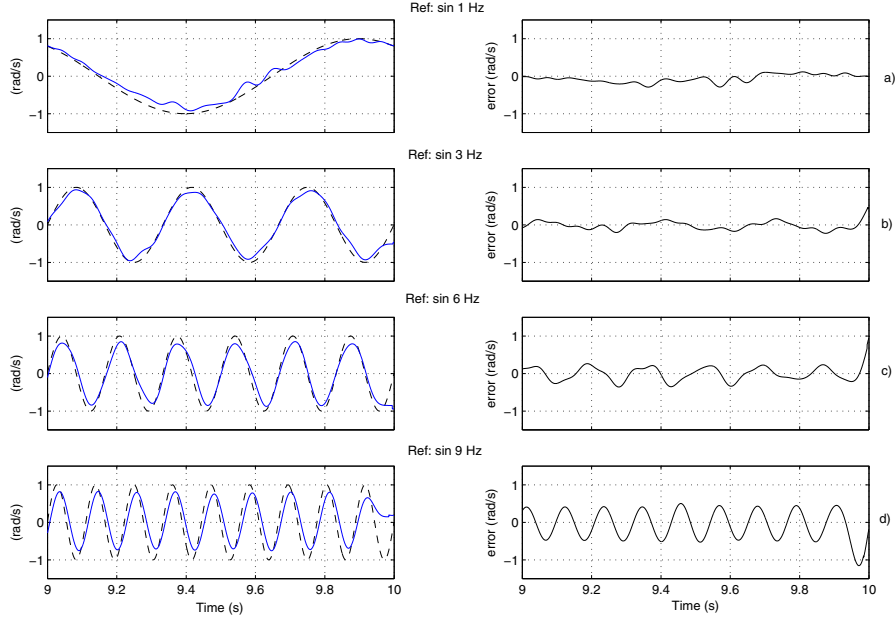 Ref: sin 1 Hz
(rad/s)
1
0
−1
error (rad/s)
1
0
−1
a)
Ref: sin 3 Hz
(rad/s)
1
0
−1
error (rad/s)
1
0
−1
b)
Ref: sin 6 Hz
(rad/s)
1
0
−1
error (rad/s)
1
0
−1
c)
Ref: sin 9 Hz
(rad/s)
1
0
−1
9 9.2 9.4 9.6 9.8 10
Time (s)
error (rad/s)
1
0
−1
9 9.2 9.4 9.6 9.8 10
Time (s)
d)